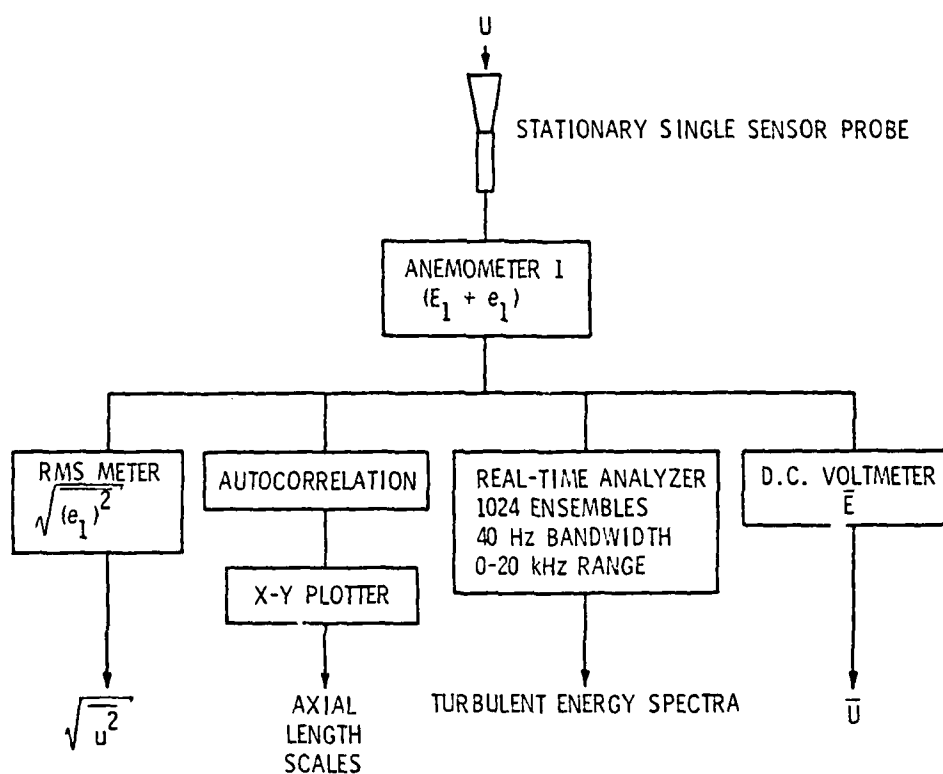 U
STATIONARY SINGLE SENSOR PROBE
ANEMOMETER 1
(E₁ + e₁)
RMS METER
√(e₁)²
AUTOCORRELATION
X-Y PLOTTER
REAL-TIME ANALYZER
1024 ENSEMBLES
40 Hz BANDWIDTH
0-20 kHz RANGE
D.C. VOLTMETER
E̅
√u²
AXIAL
LENGTH
SCALES
TURBULENT ENERGY SPECTRA
U̅